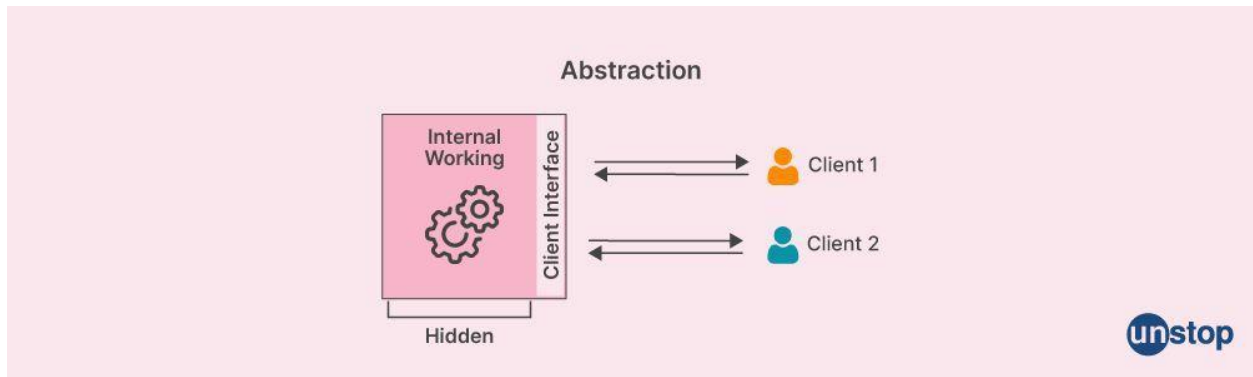 Abstraction
Internal
Working
Client Interface
Client 1
Client 2
Hidden
unstop